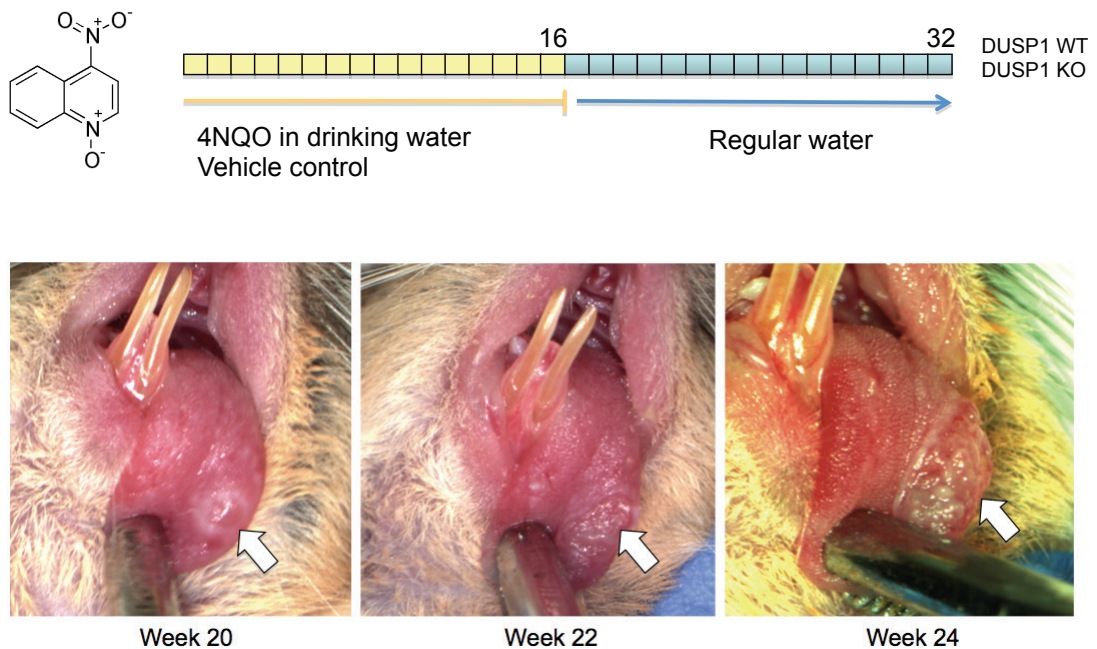 O N⁺ O⁻
N⁺
O⁻
16
32
DUSP1 WT
DUSP1 KO
4NQO in drinking water
Vehicle control
Regular water
Week 20
Week 22
Week 24